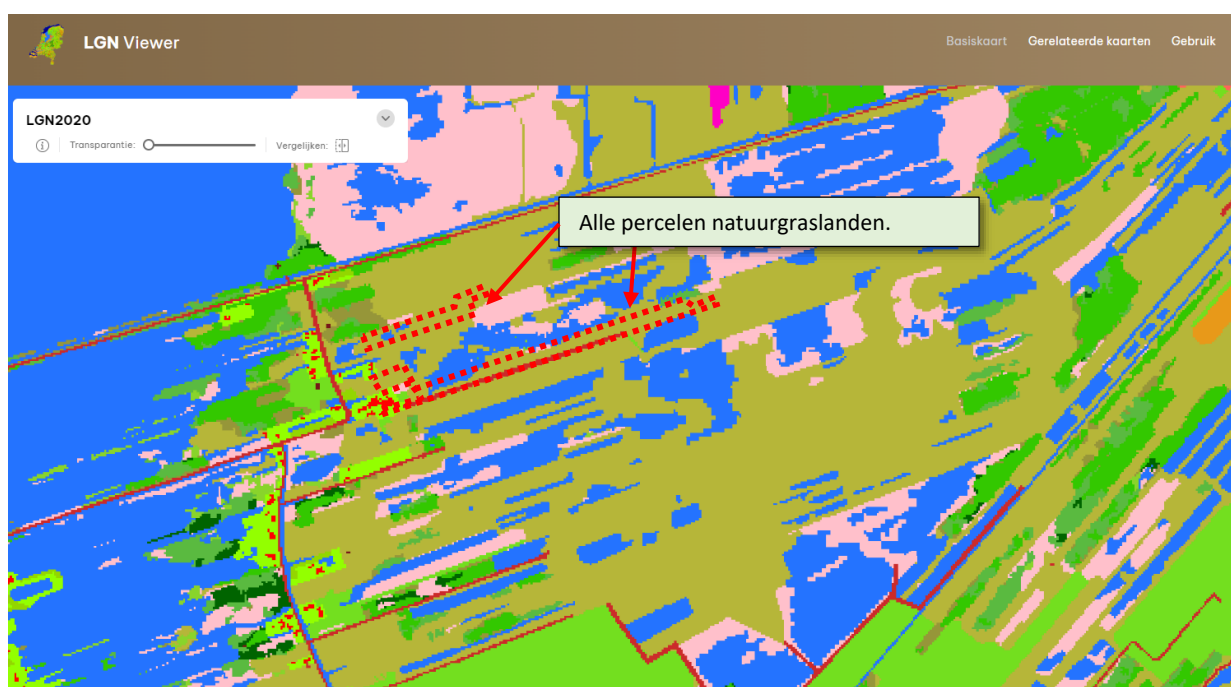 LGN Viewer
Basiskaart Gerelateerde kaarten Gebruik
LGN2020
Transparantie: Vergelijken:
Alle percelen natuurgraslanden.